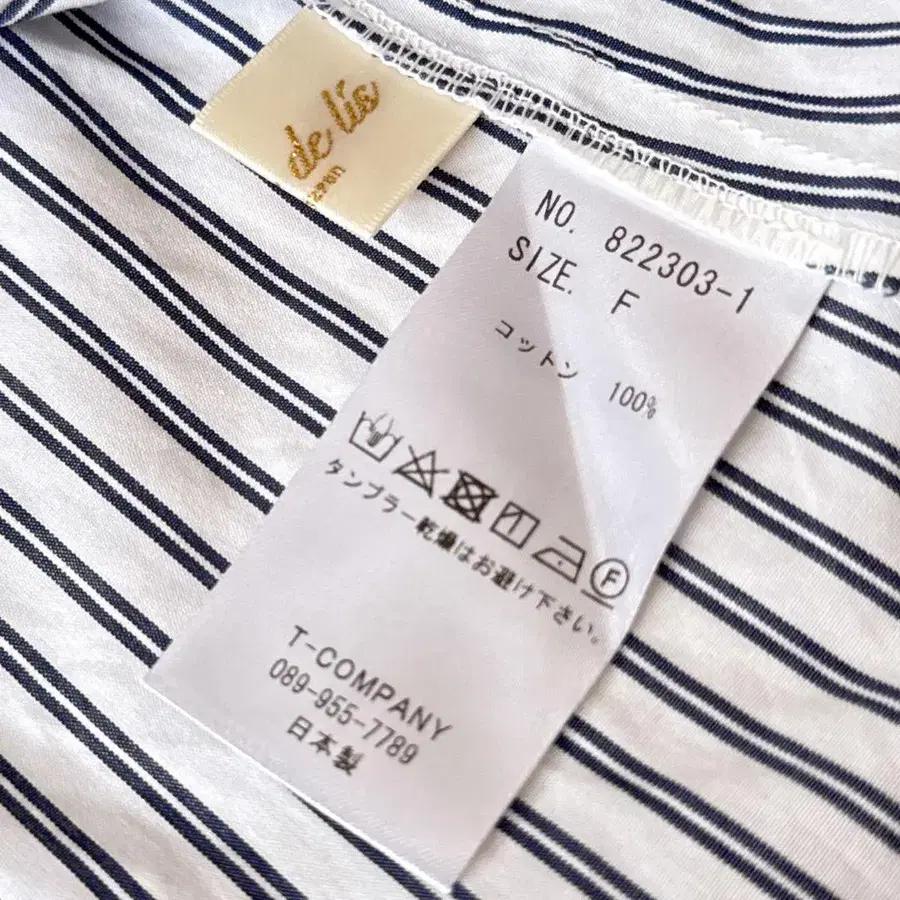 de lis
NO. 822303-1
SIZE. F
コットン 100%
F
タンブラー乾燥はお避け下さい。
T-COMPANY
089-955-7789
日本製